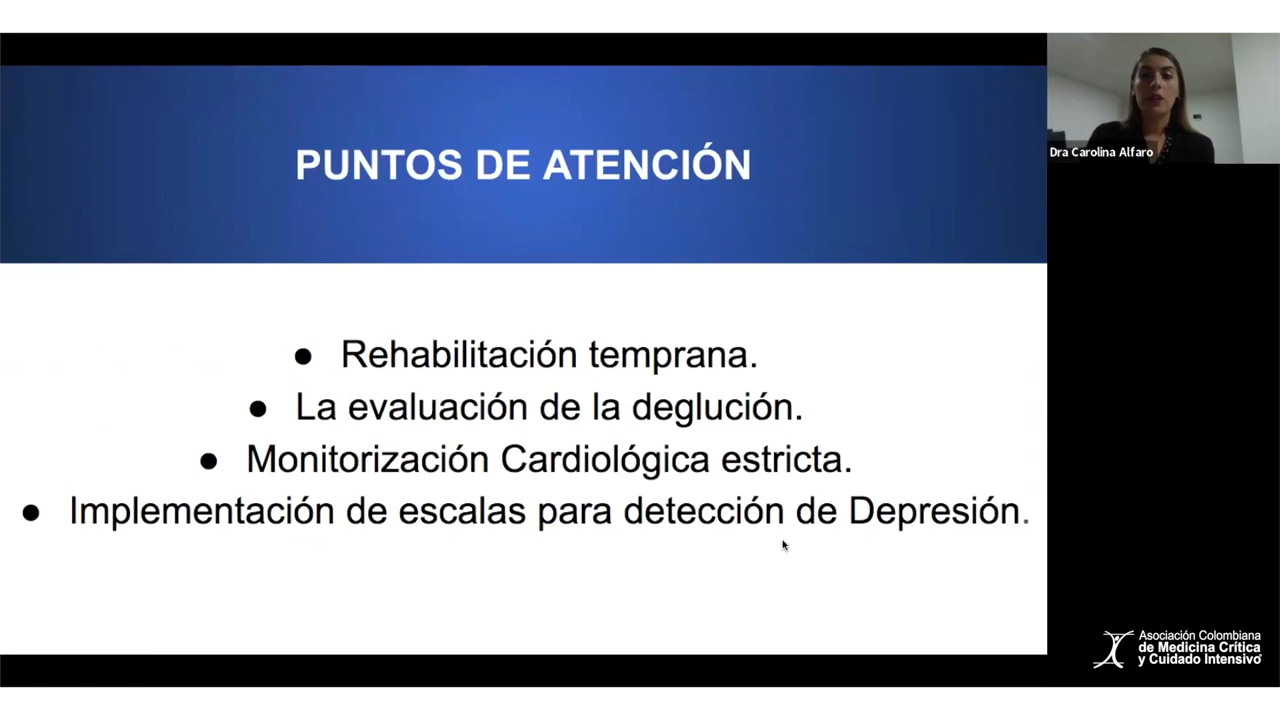 PUNTOS DE ATENCIÓN
● Rehabilitación temprana.
● La evaluación de la deglución.
● Monitorización Cardiológica estricta.
● Implementación de escalas para detección de Depresión.
Dra Carolina Alfaro
Asociación Colombiana
de Medicina Crítica
y Cuidado Intensivo